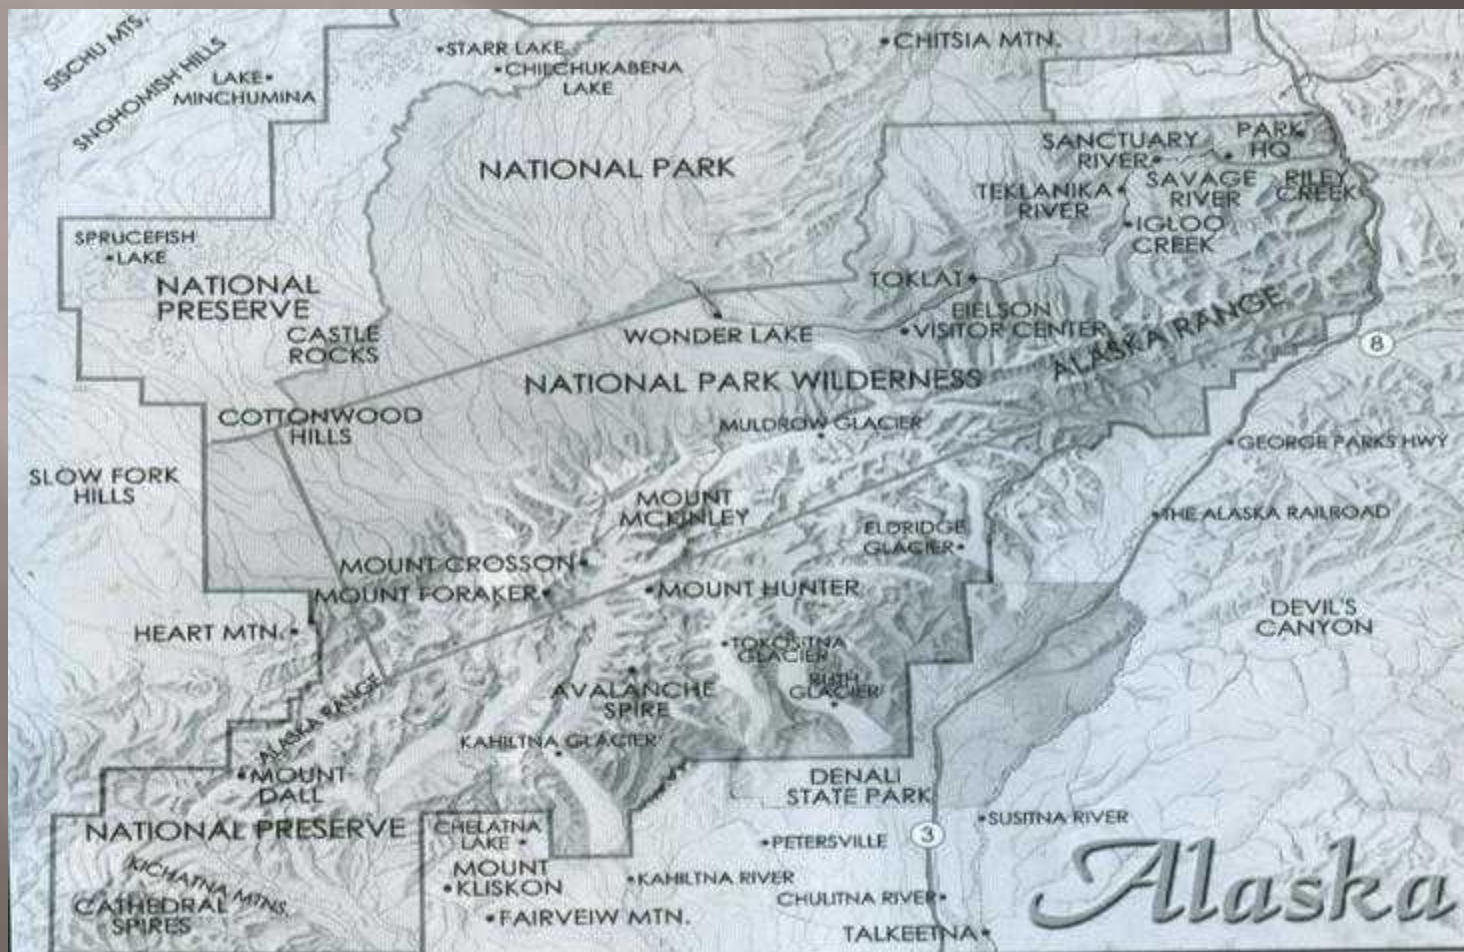 SISCHU MTS.
SNOHOMISH HILLS
LAKE
MINCHUMINA
STARR LAKE
CHILCHUKABENA
LAKE
CHITSIA MTN.
NATIONAL PARK
SANCTUARY
RIVER
PARK
HQ
TEKLANIKA
RIVER
SAVAGE
RIVER
RILEY
CREEK
IGLOO
CREEK
SPRUCEFISH
LAKE
NATIONAL
PRESERVE
CASTLE
ROCKS
TOKLAT
EIELSON
VISITOR CENTER
WONDER LAKE
ALASKA RANGE
8
NATIONAL PARK WILDERNESS
COTTONWOOD
HILLS
MULDROW GLACIER
GEORGE PARKS HWY
SLOW FORK
HILLS
MOUNT
MCKINLEY
THE ALASKA RAILROAD
ELDRIDGE
GLACIER
MOUNT CROSSON
MOUNT FORAKER
MOUNT HUNTER
HEART MTN.
DEVIL'S
CANYON
TOKOSITNA
GLACIER
RUTH
GLACIER
AVALANCHE
SPIRE
ALASKA RANGE
KAHILTNA GLACIER
MOUNT
DALL
DENALI
STATE PARK
NATIONAL PRESERVE
CHELATNA
LAKE
PETERSVILLE
3
SUSITNA RIVER
KICHATNA MTNS.
CATHEDRAL
SPIRES
MOUNT
KLISKON
KAHILTNA RIVER
CHULITNA RIVER
FAIRVEIW MTN.
TALKEETNA
Alaska